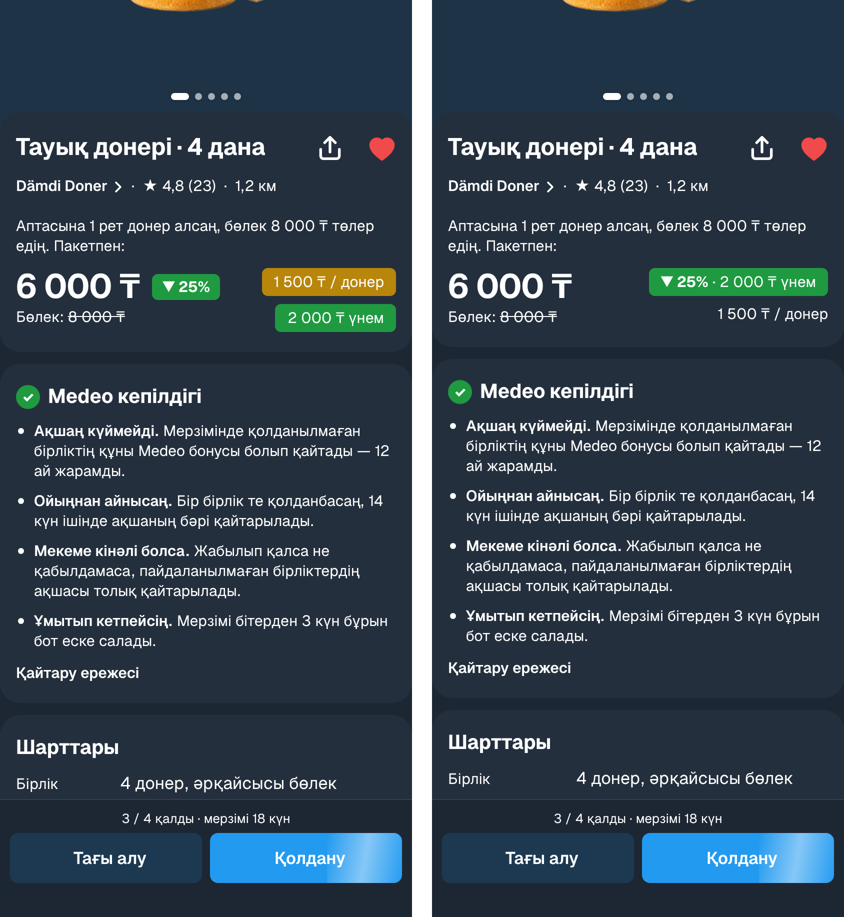 Тауық донері · 4 дана
Dämdi Doner › · ★ 4,8 (23) · 1,2 км
Аптасына 1 рет донер алсаң, бөлек 8 000 ₸ төлер
едің. Пакетпен:
6 000 ₸ ▼ 25% 1 500 ₸ / донер
Бөлек: 8 000 ₸ 2 000 ₸ үнем
Medeo кепілдігі
• Ақшаң күймейді. Мерзімінде қолданылмаған
бірліктің құны Medeo бонусы болып қайтады — 12
ай жарамды.
• Ойыңнан айнысаң. Бір бірлік те қолданбасаң, 14
күн ішінде ақшаның бәрі қайтарылады.
• Мекеме кінәлі болса. Жабылып қалса не
қабылдамаса, пайдаланылмаған бірліктердің
ақшасы толық қайтарылады.
• Ұмытып кетпейсің. Мерзімі бітерден 3 күн бұрын
бот еске салады.
Қайтару ережесі
Шарттары
Бірлік 4 донер, әрқайсысы бөлек
3 / 4 қалды · мерзімі 18 күн
Тағы алу Қолдану
Тауық донері · 4 дана
Dämdi Doner › · ★ 4,8 (23) · 1,2 км
Аптасына 1 рет донер алсаң, бөлек 8 000 ₸ төлер
едің. Пакетпен:
6 000 ₸ ▼ 25% · 2 000 ₸ үнем
Бөлек: 8 000 ₸ 1 500 ₸ / донер
Medeo кепілдігі
• Ақшаң күймейді. Мерзімінде қолданылмаған
бірліктің құны Medeo бонусы болып қайтады — 12
ай жарамды.
• Ойыңнан айнысаң. Бір бірлік те қолданбасаң, 14
күн ішінде ақшаның бәрі қайтарылады.
• Мекеме кінәлі болса. Жабылып қалса не
қабылдамаса, пайдаланылмаған бірліктердің
ақшасы толық қайтарылады.
• Ұмытып кетпейсің. Мерзімі бітерден 3 күн бұрын
бот еске салады.
Қайтару ережесі
Шарттары
Бірлік 4 донер, әрқайсысы бөлек
3 / 4 қалды · мерзімі 18 күн
Тағы алу Қолдану